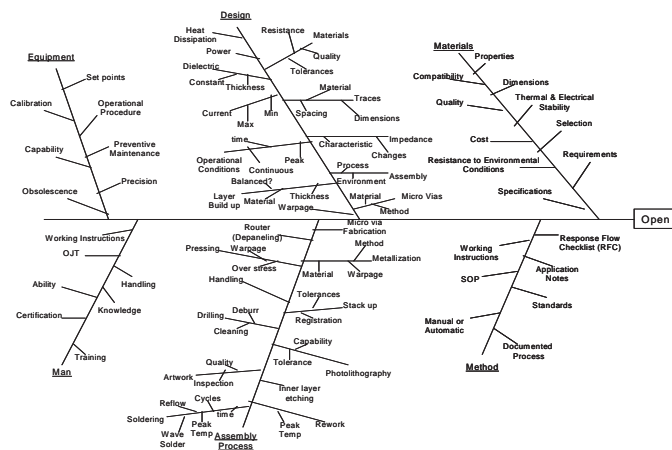 Design
Heat
Dissipation
Power
Dielectric
Constant
Thickness
Current
Max
Min
Resistance
Materials
Quality
Tolerances
Material
Traces
Spacing
Dimensions
time
Operational
Conditions
Continuous
Peak
Characteristic
Impedance
Changes
Process
Assembly
Environment
Balanced?
Layer
Build up
Material
Thickness
Warpage
Material
Micro Vias
Method
Equipment
Set points
Calibration
Operational
Procedure
Capability
Preventive
Maintenance
Precision
Obsolescence
Materials
Properties
Compatibility
Dimensions
Quality
Thermal & Electrical
Stability
Cost
Selection
Resistance to Environmental
Conditions
Requirements
Specifications
Open
Working Instructions
OJT
Handling
Ability
Knowledge
Certification
Training
Man
Router
(Depaneling)
Warpage
Pressing
Over stress
Micro via
Fabrication
Method
Metallization
Material
Warpage
Handling
Tolerances
Stack up
Registration
Deburr
Drilling
Cleaning
Capability
Tolerance
Photolithography
Quality
Artwork
Inspection
Inner layer
etching
Cycles
Reflow
time
Soldering
Peak
Temp
Wave
Solder
Peak
Temp
Rework
Assembly
Process
Response Flow
Checklist (RFC)
Working
Instructions
Application
Notes
SOP
Standards
Manual or
Automatic
Documented
Process
Method